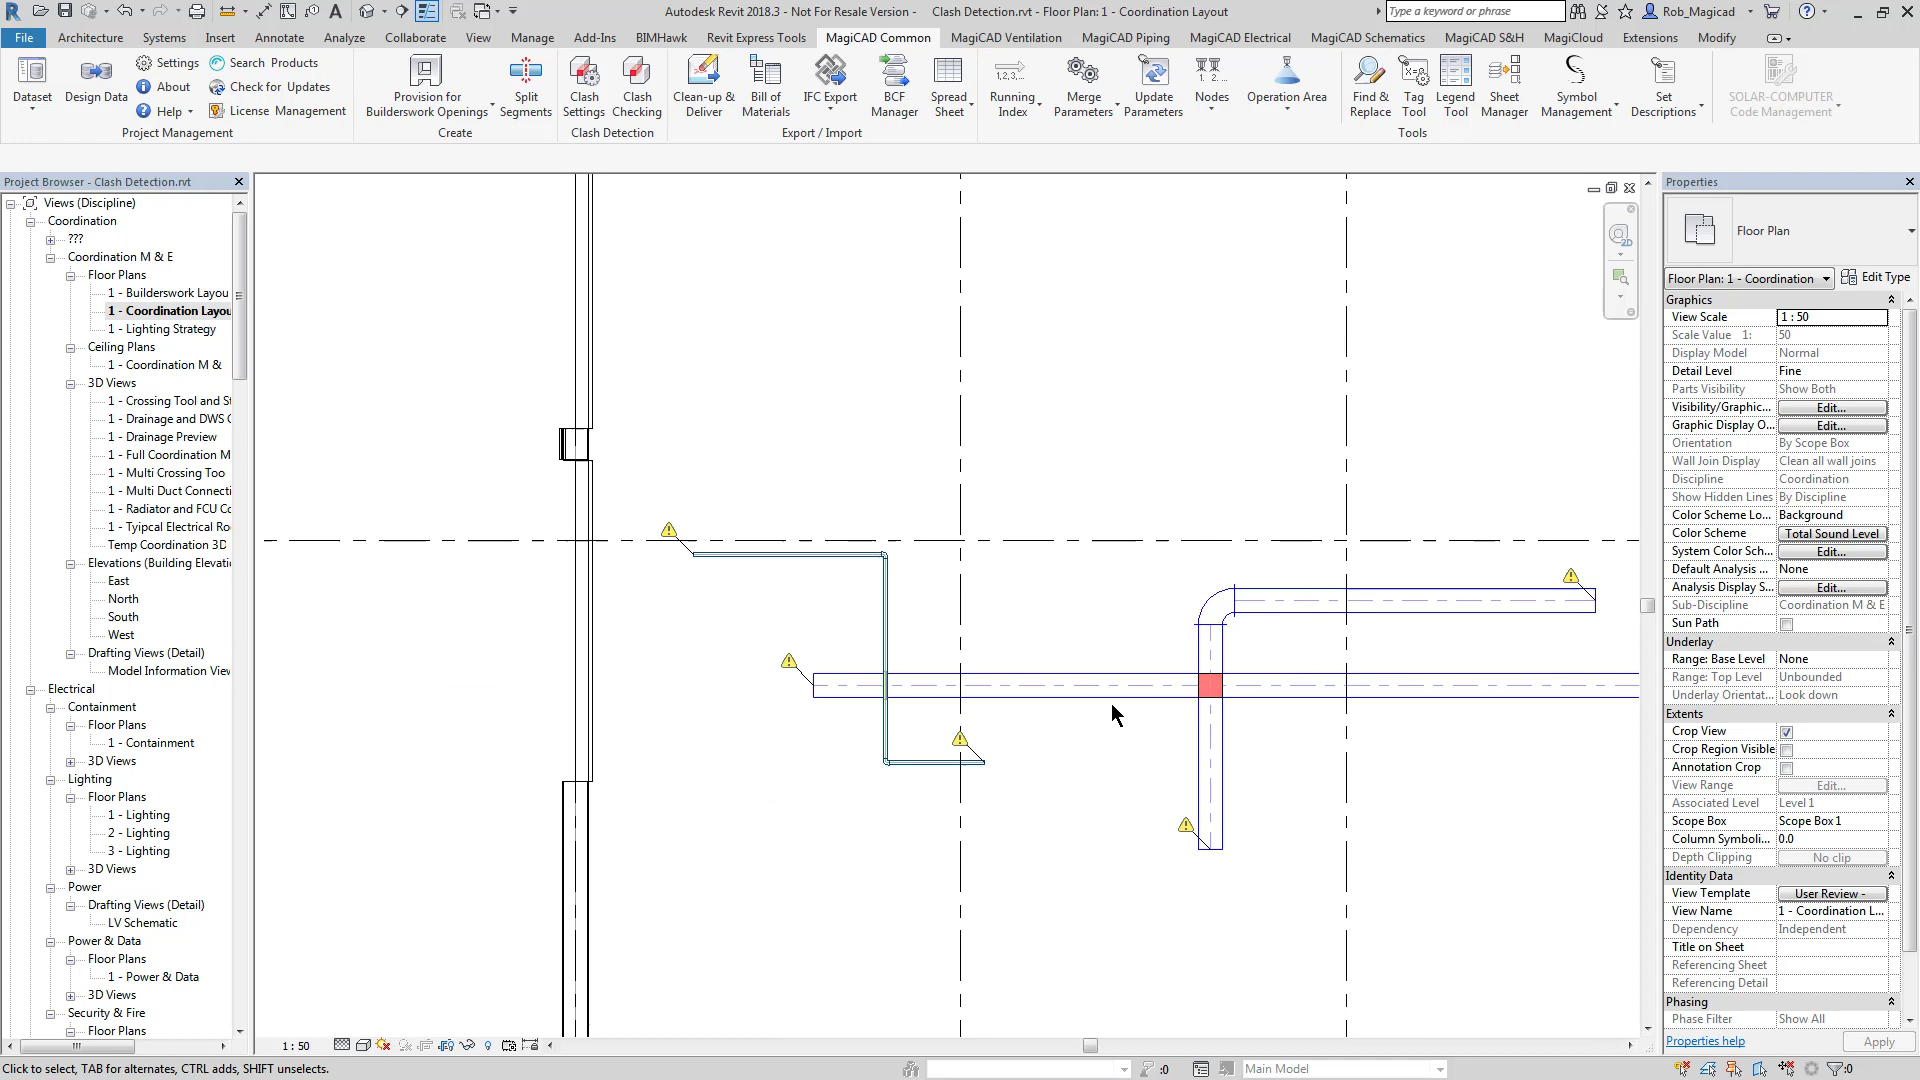 Autodesk Revit 2018.3 - Not For Resale Version -    Clash Detection.rvt - Floor Plan: 1 - Coordination Layout
Type a keyword or phrase
Rob_Magicad
File Architecture Systems Insert Annotate Analyze Collaborate View Manage Add-Ins BIMHawk Revit Express Tools MagiCAD Common MagiCAD Ventilation MagiCAD Piping MagiCAD Electrical MagiCAD Schematics MagiCAD S&H MagiCloud Extensions Modify
Dataset
Design Data
Settings
About
Help
Search Products
Check for Updates
License Management
Project Management
Provision for
Builderswork Openings
Split
Segments
Create
Clash
Settings
Clash
Checking
Clash Detection
Clean-up &
Deliver
Bill of
Materials
IFC Export
BCF
Manager
Spread
Sheet
Export / Import
Running
Index
Merge
Parameters
Update
Parameters
Nodes
Operation Area
Find &
Replace
Tag
Tool
Legend
Tool
Sheet
Manager
Symbol
Management
Set
Descriptions
Tools
SOLAR-COMPUTER
Code Management
Project Browser - Clash Detection.rvt
Views (Discipline)
Coordination
???
Coordination M & E
Floor Plans
1 - Builderswork Layou
1 - Coordination Layou
1 - Lighting Strategy
Ceiling Plans
1 - Coordination M &
3D Views
1 - Crossing Tool and St
1 - Drainage and DWS C
1 - Drainage Preview
1 - Full Coordination M
1 - Multi Crossing Too
1 - Multi Duct Connecti
1 - Radiator and FCU Co
1 - Tyipcal Electrical Ro
Temp Coordination 3D
Elevations (Building Elevatio
East
North
South
West
Drafting Views (Detail)
Model Information View
Electrical
Containment
Floor Plans
1 - Containment
3D Views
Lighting
Floor Plans
1 - Lighting
2 - Lighting
3 - Lighting
3D Views
Power
Drafting Views (Detail)
LV Schematic
Power & Data
Floor Plans
1 - Power & Data
3D Views
Security & Fire
Floor Plans
2D
Properties
Floor Plan
Floor Plan: 1 - Coordination
Edit Type
Graphics
View Scale 1 : 50
Scale Value 1: 50
Display Model Normal
Detail Level Fine
Parts Visibility Show Both
Visibility/Graphic... Edit...
Graphic Display O... Edit...
Orientation By Scope Box
Wall Join Display Clean all wall joins
Discipline Coordination
Show Hidden Lines By Discipline
Color Scheme Lo... Background
Color Scheme Total Sound Level
System Color Sch... Edit...
Default Analysis ... None
Analysis Display S... Edit...
Sub-Discipline Coordination M & E
Sun Path
Underlay
Range: Base Level None
Range: Top Level Unbounded
Underlay Orientat... Look down
Extents
Crop View
Crop Region Visible
Annotation Crop
View Range Edit...
Associated Level Level 1
Scope Box Scope Box 1
Column Symboli... 0.0
Depth Clipping No clip
Identity Data
View Template User Review -
View Name 1 - Coordination L...
Dependency Independent
Title on Sheet
Referencing Sheet
Referencing Detail
Phasing
Phase Filter Show All
Properties help
Apply
1 : 50
Click to select, TAB for alternates, CTRL adds, SHIFT unselects.
:0
Main Model
:0